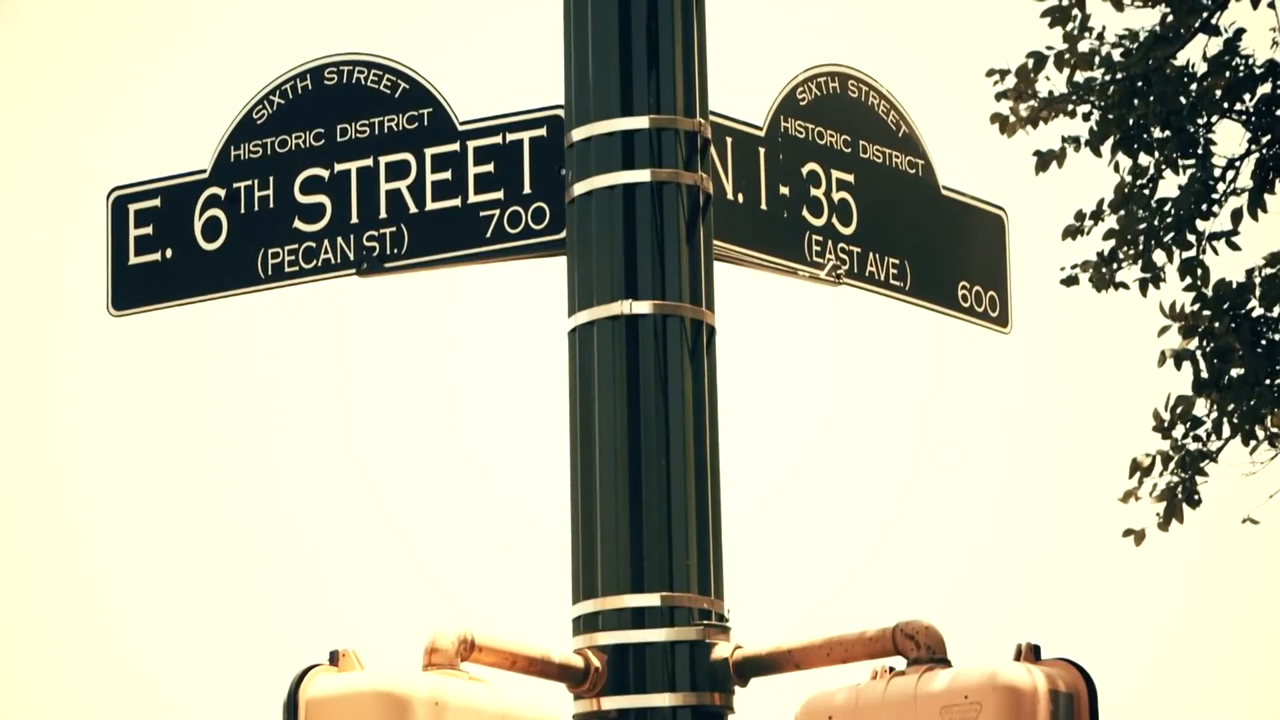 SIXTH STREET
HISTORIC DISTRICT
E. 6TH STREET
(PECAN ST.) 700
SIXTH STREET
HISTORIC DISTRICT
N. I-35
(EAST AVE.)
600